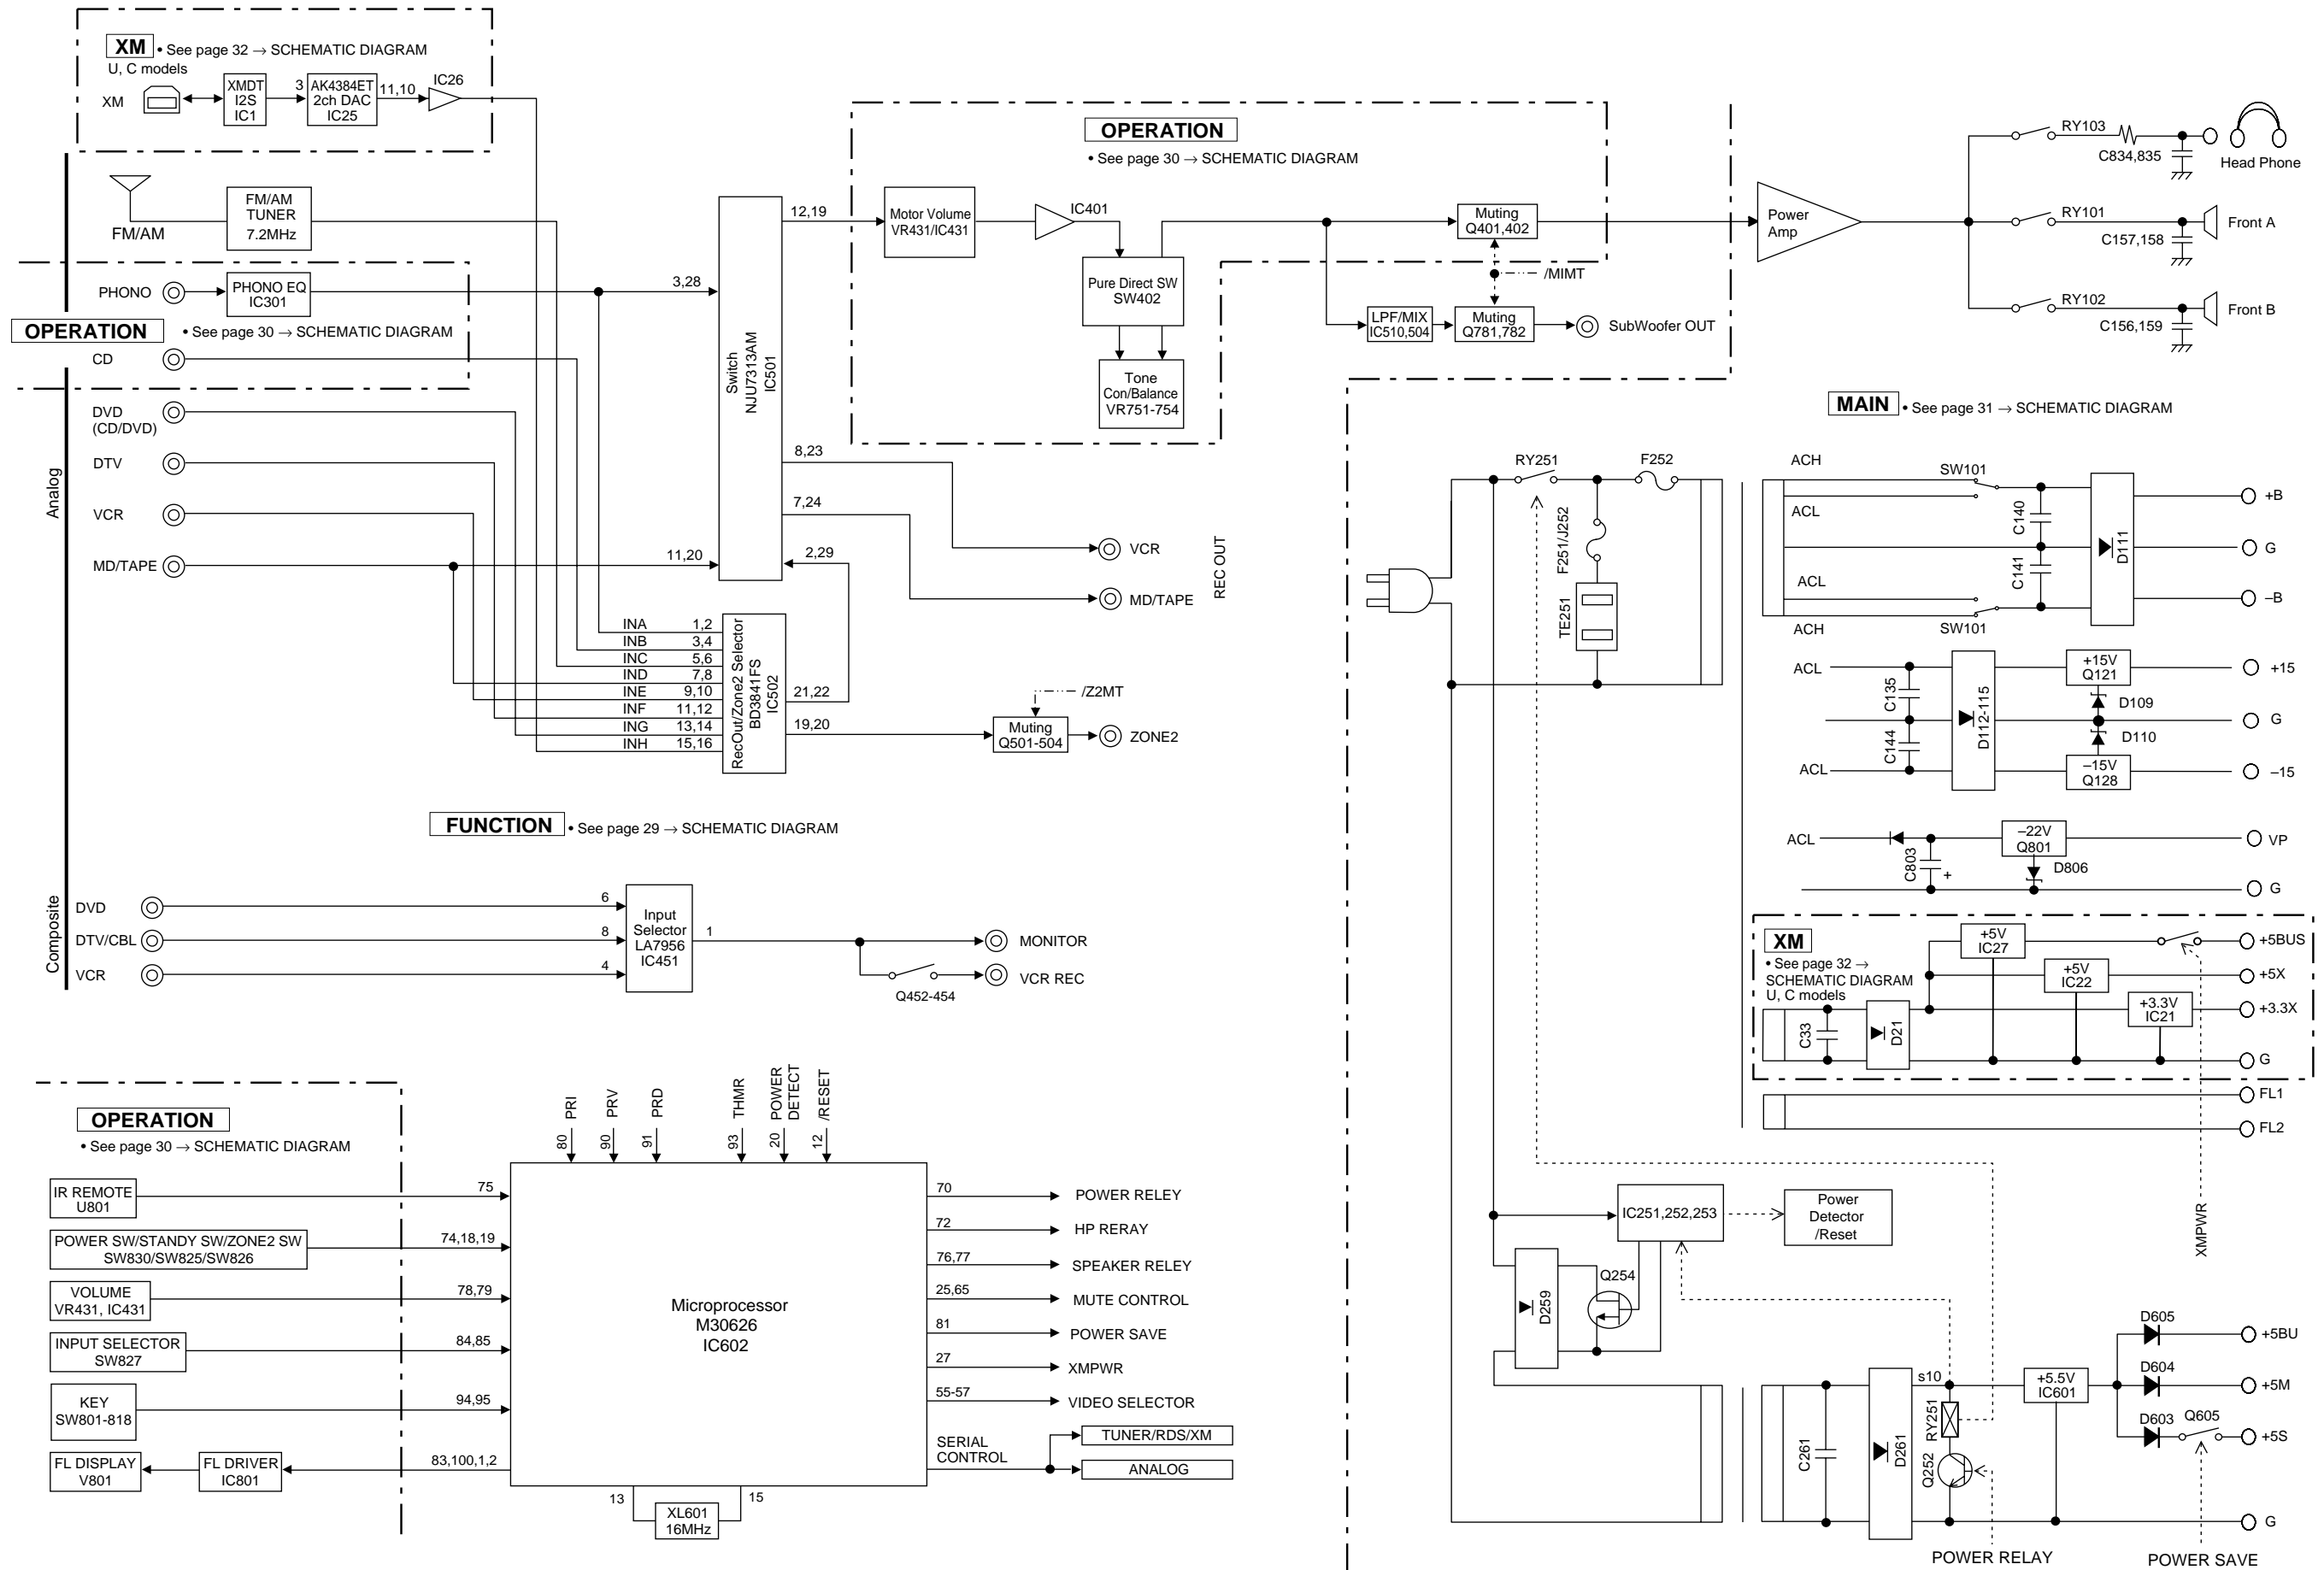 XM • See page 32 → SCHEMATIC DIAGRAM
U, C models
XM
XMDT
I2S
IC1
3
AK4384ET
2ch DAC
IC25
11,10
IC26
FM/AM
FM/AM
TUNER
7.2MHz
PHONO
PHONO EQ
IC301
OPERATION • See page 30 → SCHEMATIC DIAGRAM
CD
DVD
(CD/DVD)
DTV
VCR
MD/TAPE
Analog
3,28
11,20
Switch
NJU7313AM
IC501
12,19
8,23
7,24
2,29
INA 1,2
INB 3,4
INC 5,6
IND 7,8
INE 9,10
INF 11,12
ING 13,14
INH 15,16
RecOut/Zone2 Selector
BD3841FS
IC502
21,22
19,20
OPERATION
• See page 30 → SCHEMATIC DIAGRAM
Motor Volume
VR431/IC431
IC401
Pure Direct SW
SW402
Tone
Con/Balance
VR751-754
Muting
Q401,402
/MIMT
LPF/MIX
IC510,504
Muting
Q781,782
SubWoofer OUT
VCR
MD/TAPE
REC OUT
/Z2MT
Muting
Q501-504
ZONE2
FUNCTION • See page 29 → SCHEMATIC DIAGRAM
Composite
DVD
DTV/CBL
VCR
6
8
4
Input
Selector
LA7956
IC451
1
MONITOR
VCR REC
Q452-454
Power
Amp
RY103
C834,835
Head Phone
RY101
C157,158
Front A
RY102
C156,159
Front B
MAIN • See page 31 → SCHEMATIC DIAGRAM
RY251
F252
F251/J252
TE251
ACH
SW101
ACL
C140
C141
ACL
ACH
SW101
D111
+B
G
–B
ACL
C135
C144
ACL
D112-115
+15V
Q121
D109
D110
–15V
Q128
+15
G
–15
ACL
C803
+
–22V
Q801
D806
VP
G
XM
• See page 32 →
SCHEMATIC DIAGRAM
U, C models
C33
D21
+5V
IC27
+5V
IC22
+3.3V
IC21
+5BUS
+5X
+3.3X
G
FL1
FL2
XMPWR
OPERATION
• See page 30 → SCHEMATIC DIAGRAM
IR REMOTE
U801
75
POWER SW/STANDY SW/ZONE2 SW
SW830/SW825/SW826
74,18,19
VOLUME
VR431, IC431
78,79
INPUT SELECTOR
SW827
84,85
KEY
SW801-818
94,95
FL DISPLAY
V801
FL DRIVER
IC801
83,100,1,2
80 PRI
90 PRV
91 PRD
93 THMR
20 POWER
DETECT
12 /RESET
Microprocessor
M30626
IC602
13
15
XL601
16MHz
70 POWER RELEY
72 HP RERAY
76,77 SPEAKER RELEY
25,65 MUTE CONTROL
81 POWER SAVE
27 XMPWR
55-57 VIDEO SELECTOR
SERIAL
CONTROL
TUNER/RDS/XM
ANALOG
IC251,252,253
Power
Detector
/Reset
D259
Q254
C261
D261
s10
RY251
Q252
+5.5V
IC601
D605
D604
D603
Q605
+5BU
+5M
+5S
G
POWER RELAY
POWER SAVE